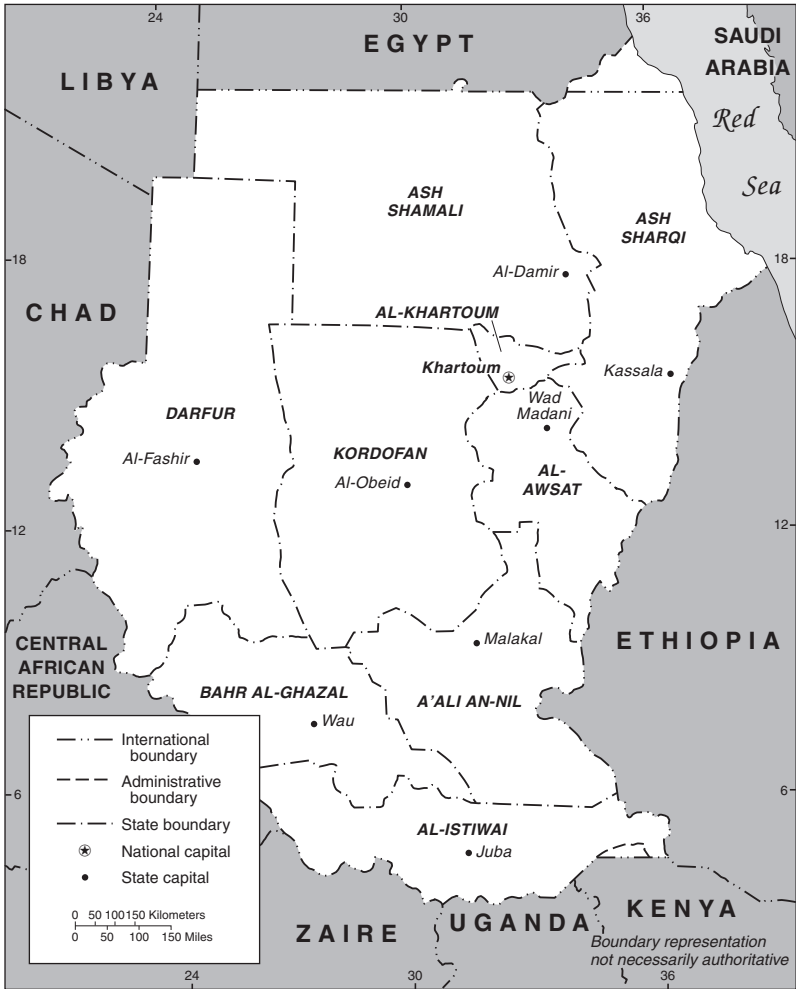 24
30
36
EGYPT
SAUDI
ARABIA
LIBYA
Red
Sea
ASH
SHAMALI
ASH
SHARQI
18
Al-Damir
18
CHAD
AL-KHARTOUM
Khartoum
Kassala
Wad
Madani
DARFUR
KORDOFAN
Al-Fashir
Al-Obeid
AL-
AWSAT
12
12
CENTRAL
AFRICAN
REPUBLIC
Malakal
ETHIOPIA
BAHR AL-GHAZAL
A'ALI AN-NIL
Wau
International
boundary
Administrative
boundary
State boundary
National capital
State capital
0 50 100 150 Kilometers
0 50 100 150 Miles
6
6
AL-ISTIWAI
Juba
ZAIRE
UGANDA
KENYA
Boundary representation
not necessarily authoritative
24
30
36